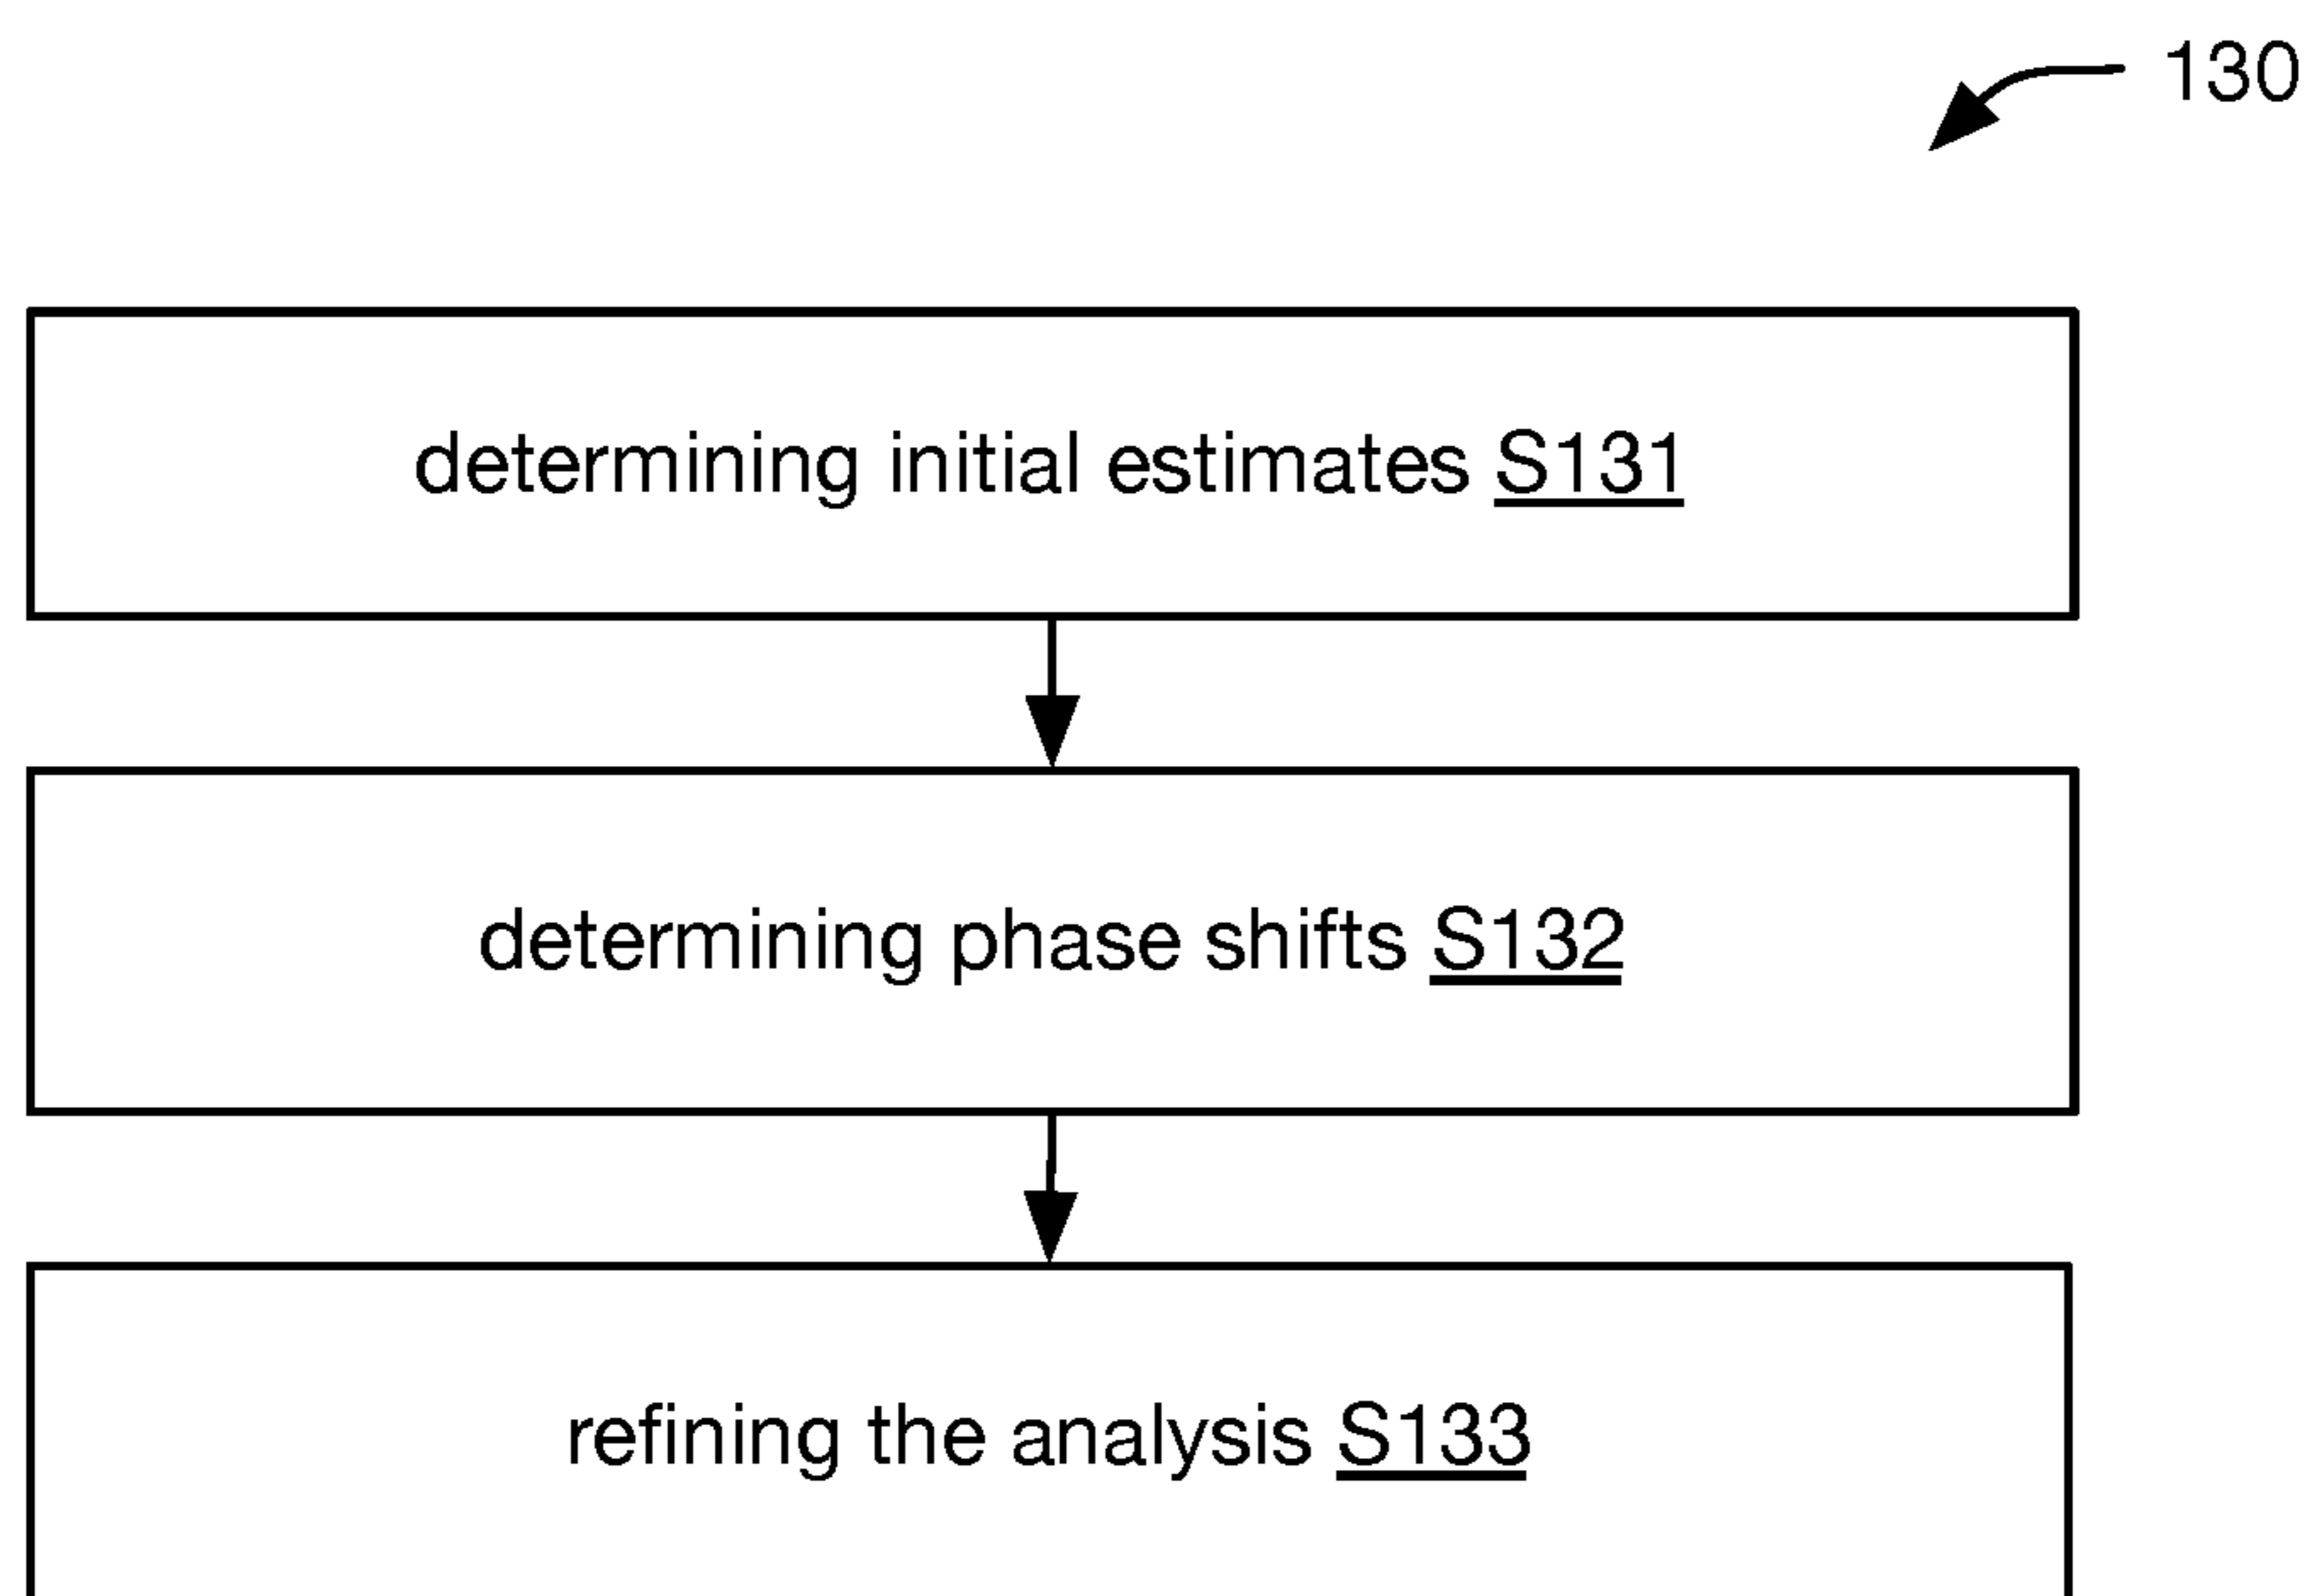 130
determining initial estimates S131
determining phase shifts S132
refining the analysis S133